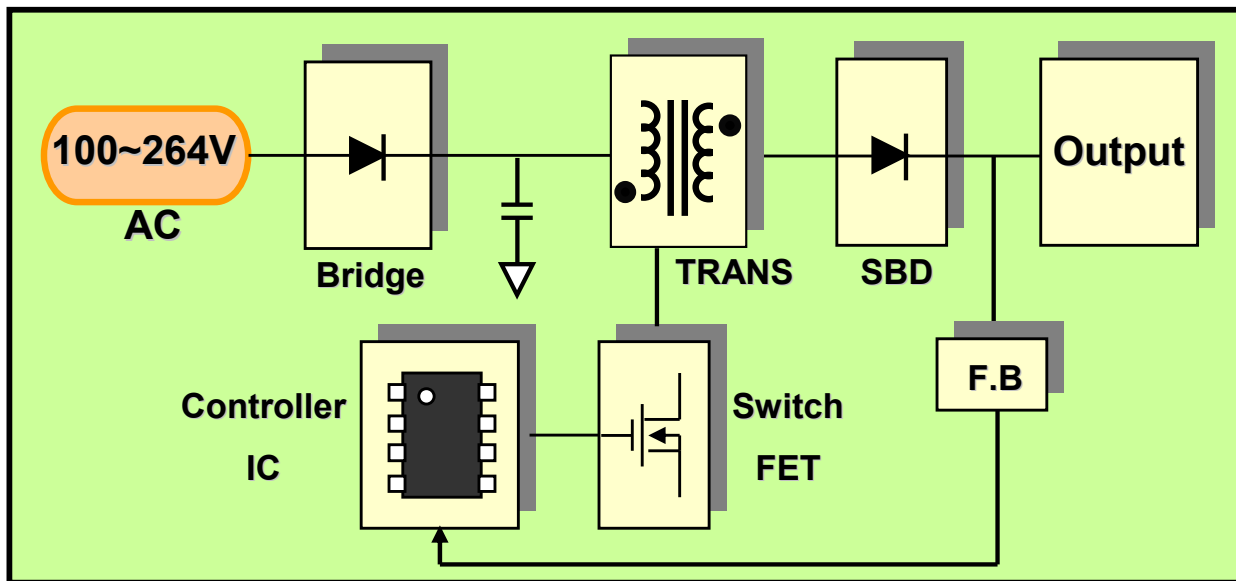 100~264V
AC
Bridge
TRANS
SBD
Output
Controller
IC
Switch
FET
F.B